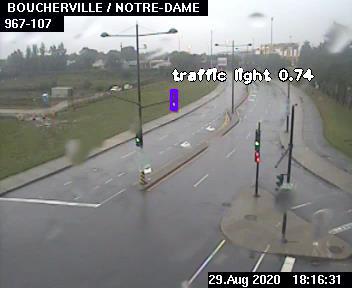 BOUCHERVILLE / NOTRE-DAME
967-107
traffic light 0.74
29.Aug 2020 18:16:31